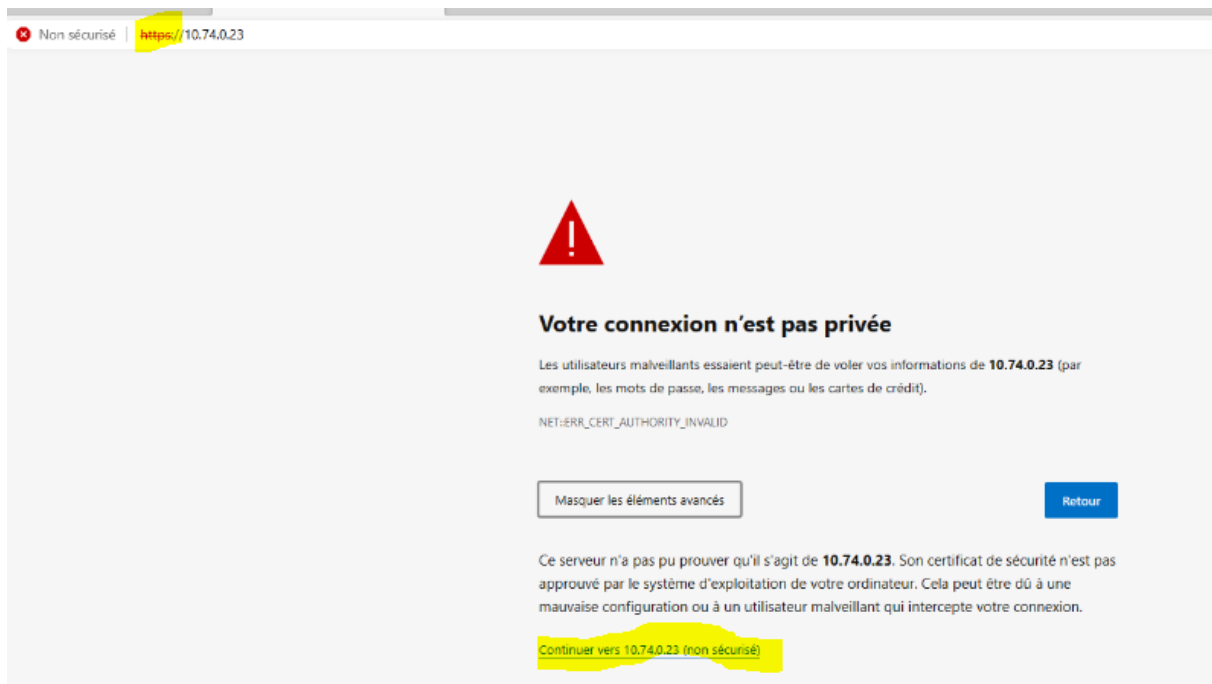 Non sécurisé | https://10.74.0.23
!
Votre connexion n'est pas privée
Les utilisateurs malveillants essaient peut-être de voler vos informations de 10.74.0.23 (par
exemple, les mots de passe, les messages ou les cartes de crédit).
NET::ERR_CERT_AUTHORITY_INVALID
Masquer les éléments avancés
Retour
Ce serveur n'a pas pu prouver qu'il s'agit de 10.74.0.23. Son certificat de sécurité n'est pas
approuvé par le système d'exploitation de votre ordinateur. Cela peut être dû à une
mauvaise configuration ou à un utilisateur malveillant qui intercepte votre connexion.
Continuer vers 10.74.0.23 (non sécurisé)